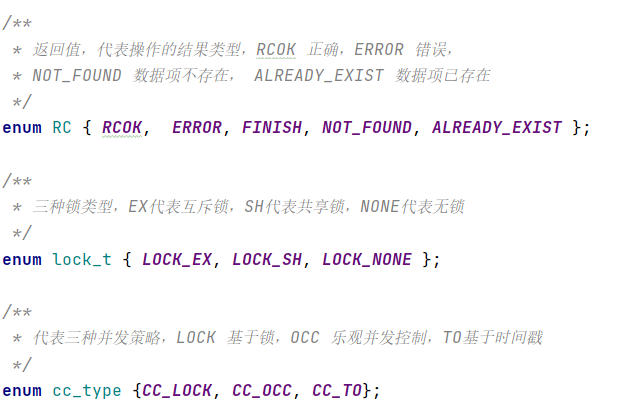 /**
 * 返回值，代表操作的结果类型，RCOK 正确，ERROR 错误，
 * NOT_FOUND 数据项不存在， ALREADY_EXIST 数据项已存在
 */
enum RC { RCOK,  ERROR, FINISH, NOT_FOUND, ALREADY_EXIST };
/**
 * 三种锁类型，EX代表互斥锁，SH代表共享锁，NONE代表无锁
 */
enum lock_t { LOCK_EX, LOCK_SH, LOCK_NONE };
/**
 * 代表三种并发策略，LOCK 基于锁，OCC 乐观并发控制，TO基于时间戳
 */
enum cc_type {CC_LOCK, CC_OCC, CC_TO};